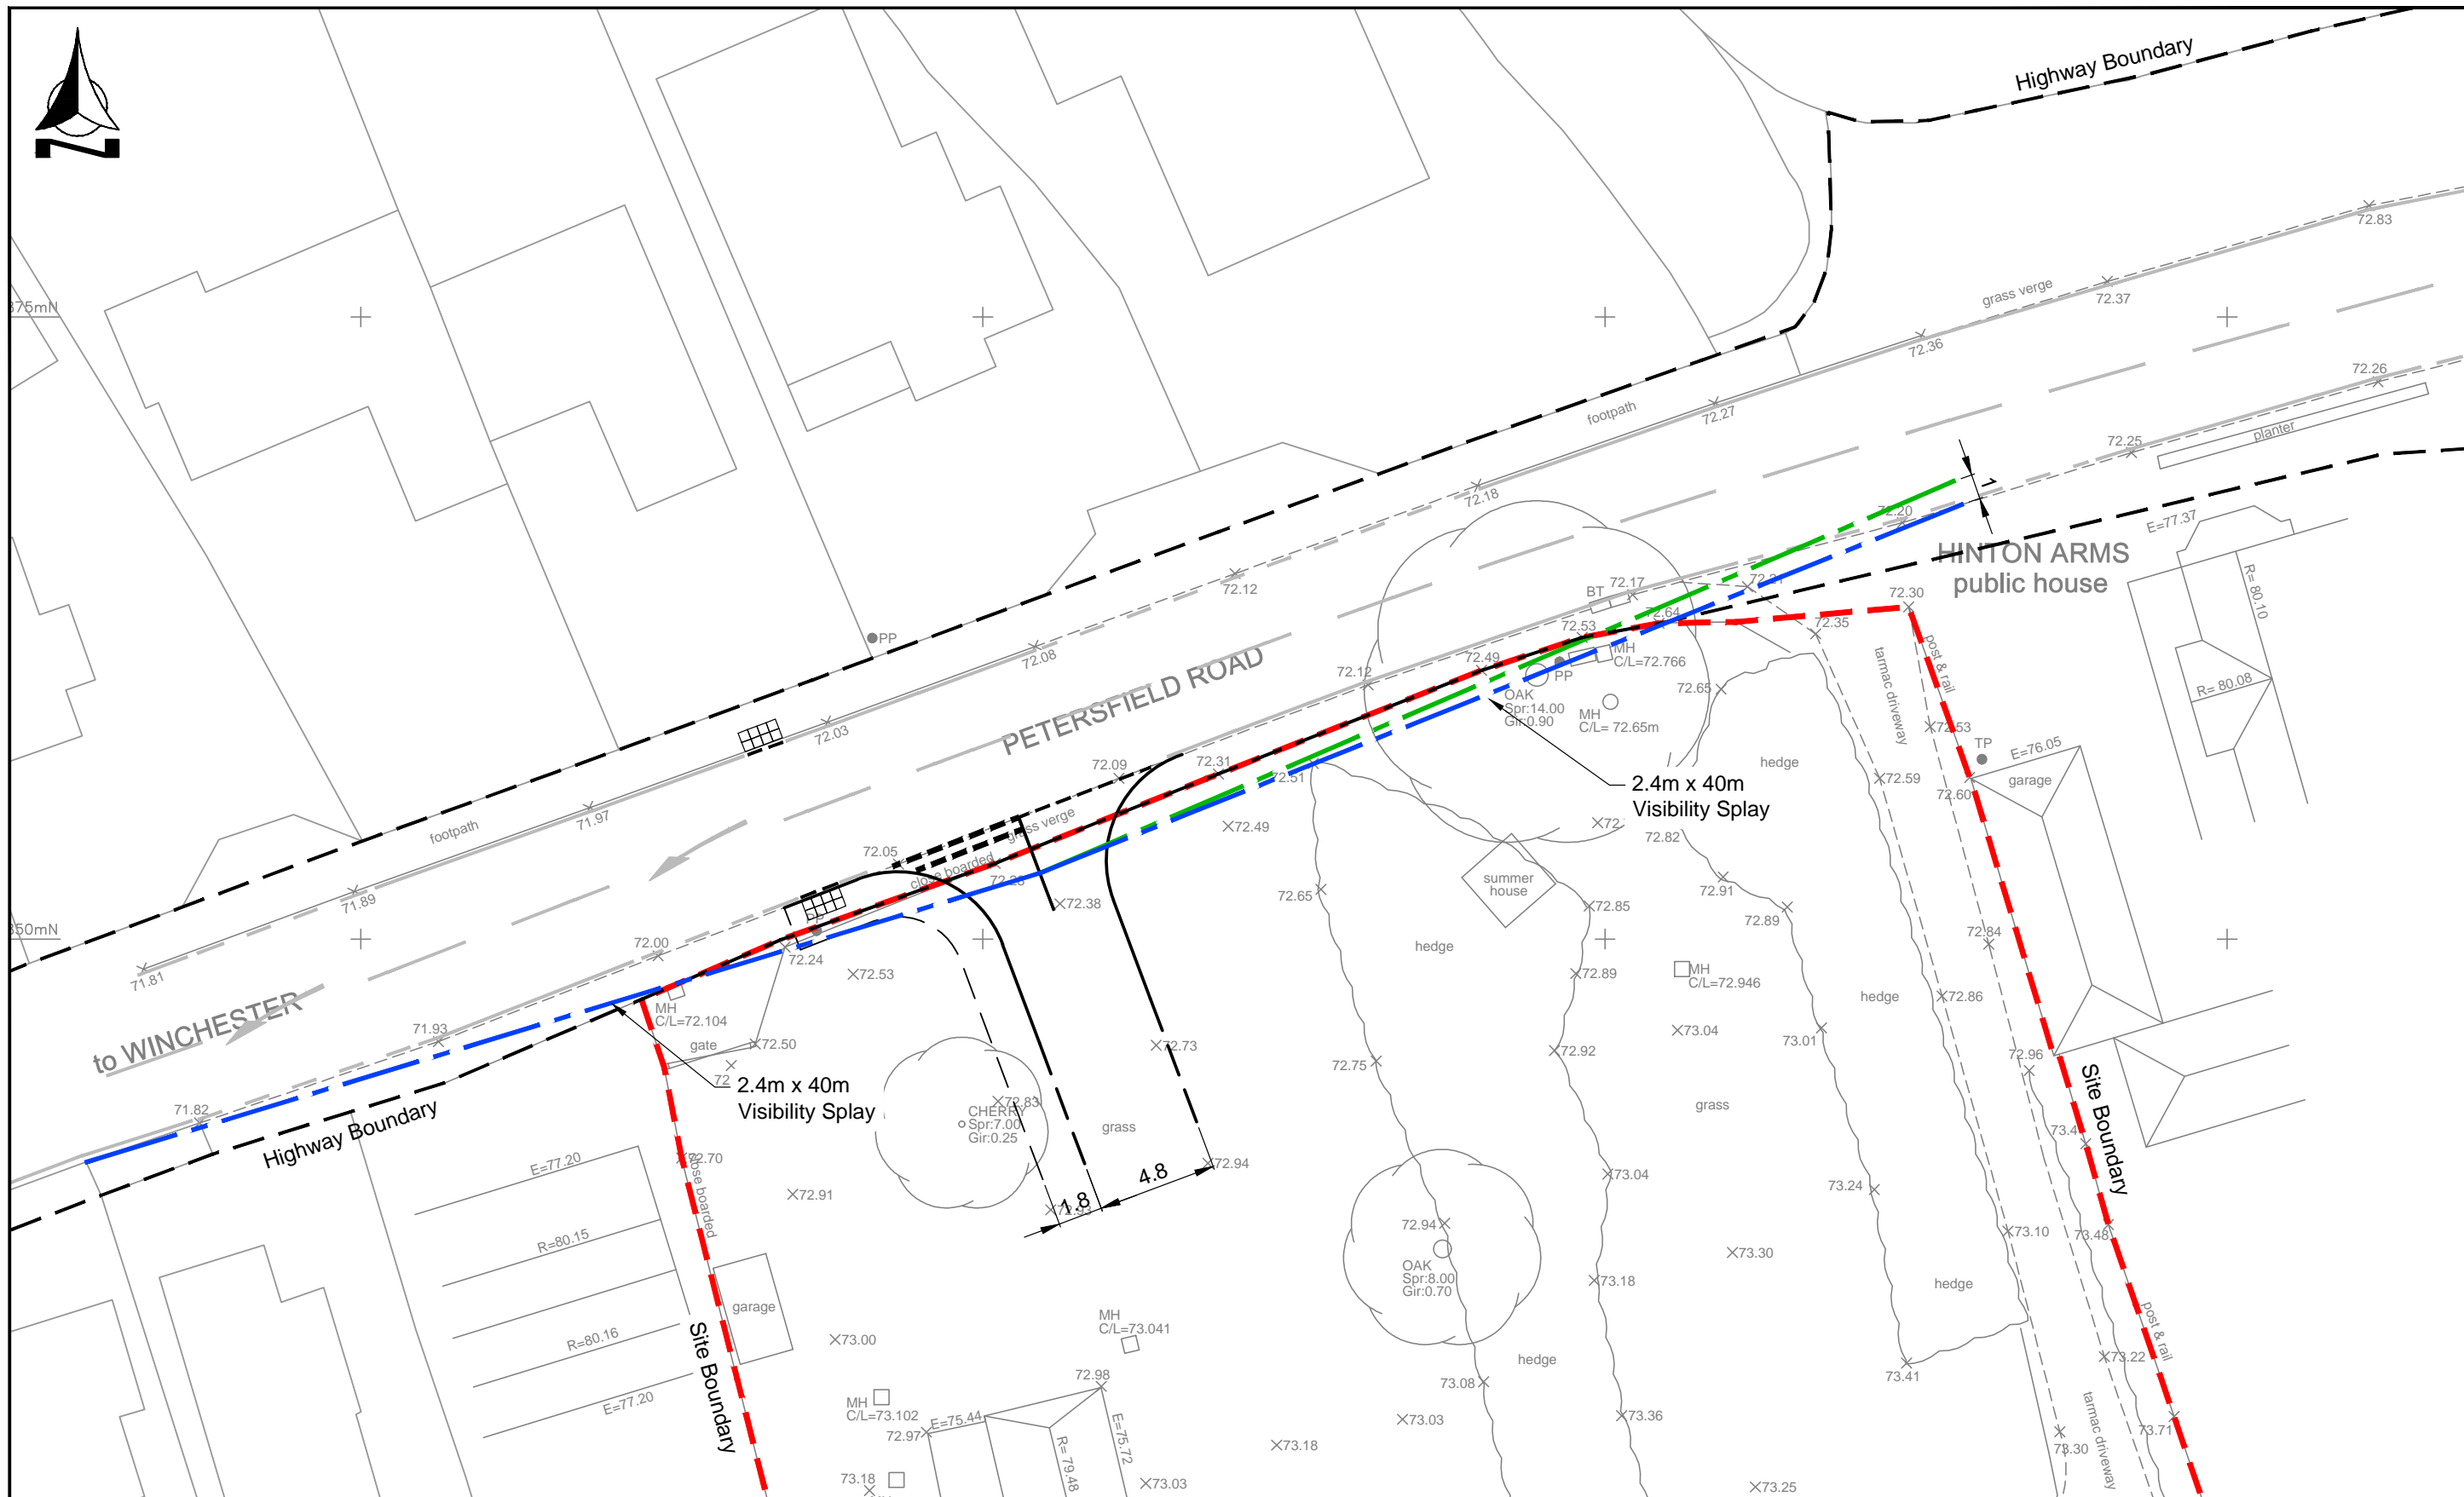 Highway Boundary
72.83
grass verge
72.37
72.36
72.26
72.27
footpath
72.25
planter
72.18
1
72.20
E=77.37
HINTON ARMS
public house
R= 80.10
R= 80.08
72.12
BT
72.17
72.64
72.53
72.30
72.35
PP
72.08
PETERSFIELD ROAD
72.12
72.49
MH
C/L=72.766
PP
OAK
Spr:14.00
Gir:0.90
MH
C/L= 72.65m
72.65
tarmac driveway
post & rail
72.53
TP
E=76.05
garage
72.03
72.09
72.31
72.51
2.4m x 40m
Visibility Splay
hedge
72.59
72.60
footpath
71.97
grass verge
72.49
72.82
72.05
close boarded
72.65
summer
house
72.91
72.38
72.85
72.89
71.89
72.00
72.24
72.53
hedge
72.84
71.81
MH
C/L=72.946
72.89
hedge
72.86
to WINCHESTER
71.93
MH
C/L=72.104
gate
72.50
72.73
72.75
72.92
73.04
73.01
72.96
2.4m x 40m
Visibility Splay
72.83
CHERRY
Spr:7.00
Gir:0.25
grass
grass
Site Boundary
71.82
Highway Boundary
E=77.20
72.70
close boarded
72.91
72.94
4.8
1.8
72.94
73.04
73.24
73.10
73.48
R=80.15
OAK
Spr:8.00
Gir:0.70
73.30
73.18
hedge
garage
Site Boundary
R=80.16
73.00
MH
C/L=73.041
hedge
post & rail
73.22
73.41
E=77.20
72.98
73.08
MH
C/L=73.102
E=75.44
72.97
E=75.72
R= 79.48
73.03
73.36
73.18
73.71
73.30
tarmac driveway
73.18
73.03
73.25